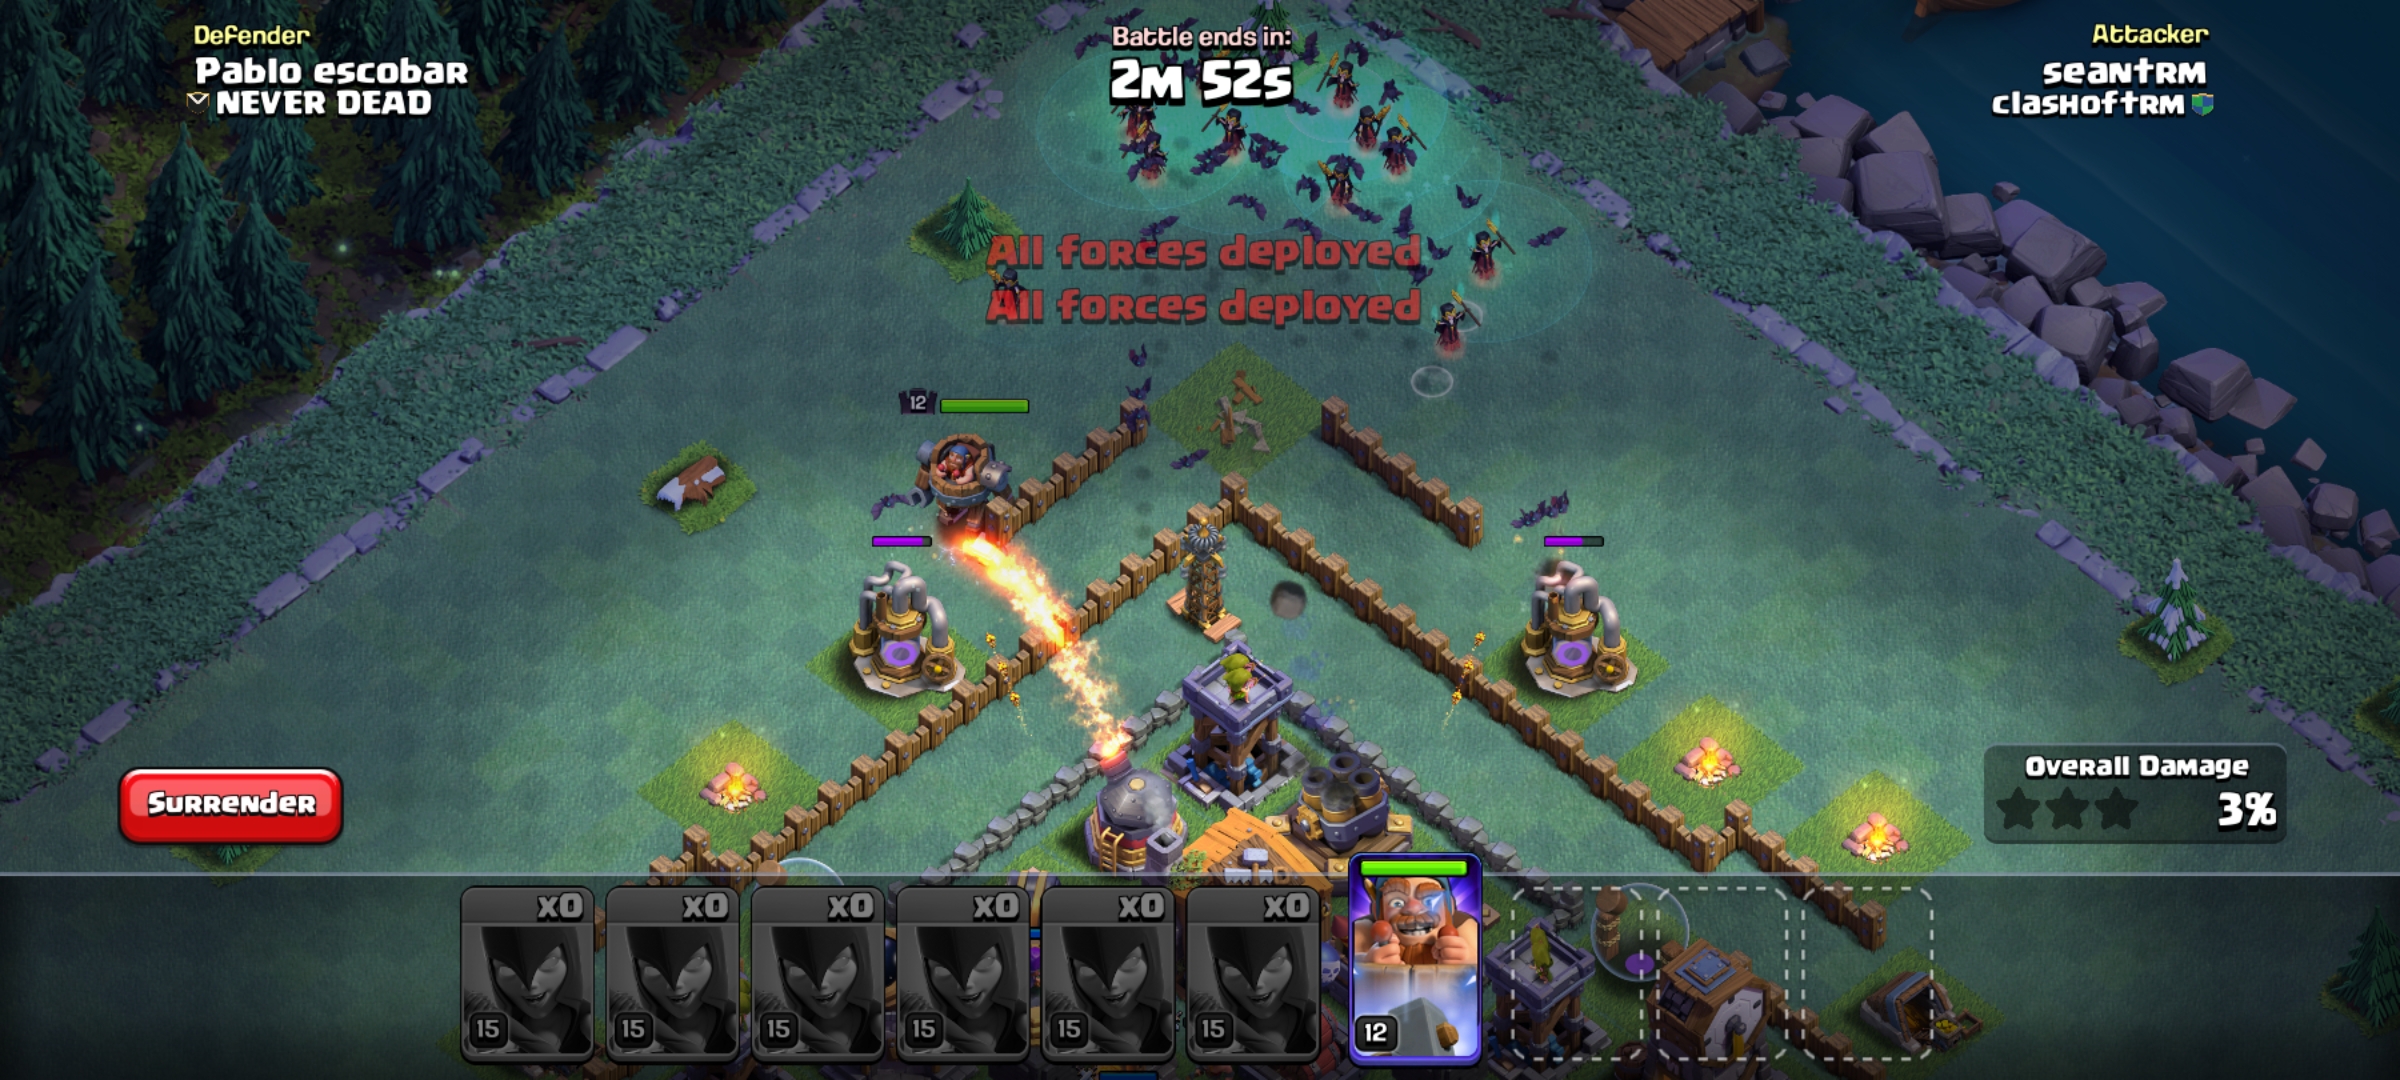 Defender
Pablo escobar
NEVER DEAD
Battle ends in:
2M 52s
Attacker
seantRM
clashoftRM
All forces deployed
All forces deployed
12
Surrender
Overall Damage
3%
x0
x0
x0
x0
x0
x0
15
15
15
15
15
15
12